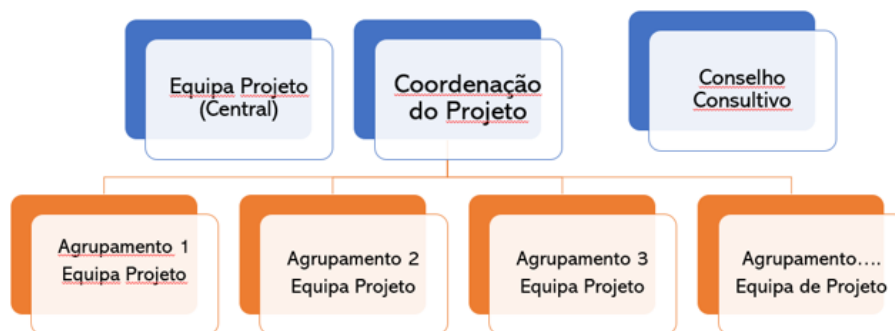 Equipa Projeto
(Central)
Coordenação
do Projeto
Conselho
Consultivo
Agrupamento 1
Equipa Projeto
Agrupamento 2
Equipa Projeto
Agrupamento 3
Equipa Projeto
Agrupamento….
Equipa de Projeto